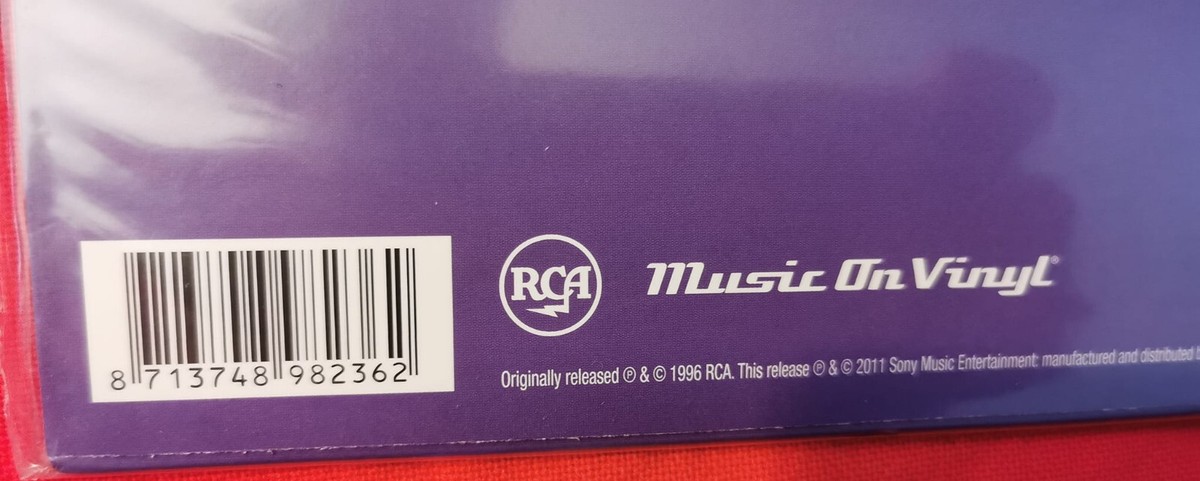 RCA
Music On Vinyl®
8 713748 982362
Originally released ℗ & © 1996 RCA. This release ℗ & © 2011 Sony Music Entertainment: manufactured and distributed